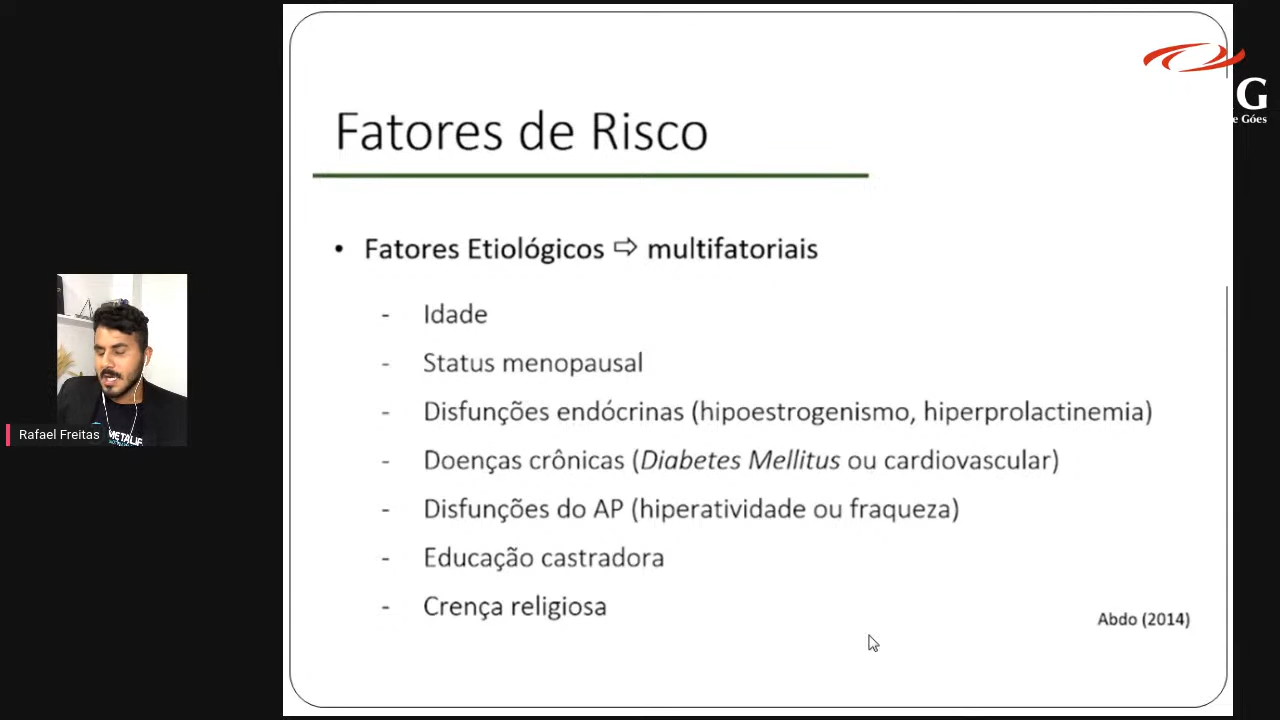 G
e Góes
Fatores de Risco
• Fatores Etiológicos ⇨ multifatoriais
- Idade
- Status menopausal
- Disfunções endócrinas (hipoestrogenismo, hiperprolactinemia)
- Doenças crônicas (Diabetes Mellitus ou cardiovascular)
- Disfunções do AP (hiperatividade ou fraqueza)
- Educação castradora
- Crença religiosa
Abdo (2014)
Rafael Freitas